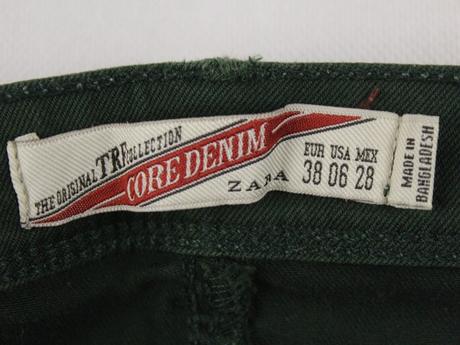 THE ORIGINAL TRF COLLECTION
CORE DENIM
ZARA
EUR USA MEX
38 06 28
MADE IN
BANGLADESH